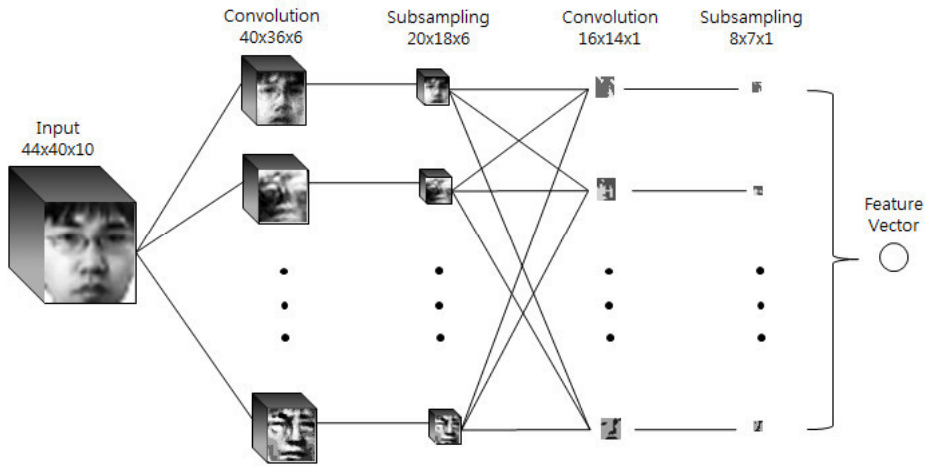 Convolution
40x36x6
Subsampling
20x18x6
Convolution
16x14x1
Subsampling
8x7x1
Input
44x40x10
Feature
Vector